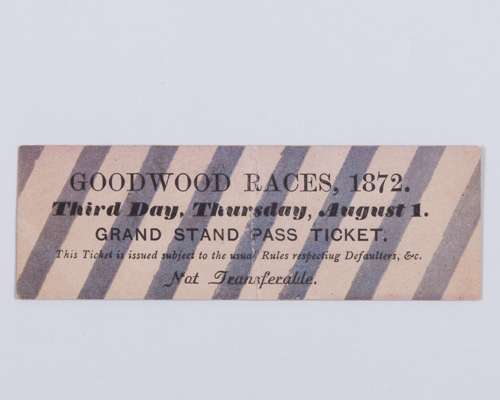 GOODWOOD RACES, 1872.
Third Day, Thursday, August 1.
GRAND STAND PASS TICKET.
This Ticket is issued subject to the usual Rules respecting Defaulters, &c.
Not Transferable.